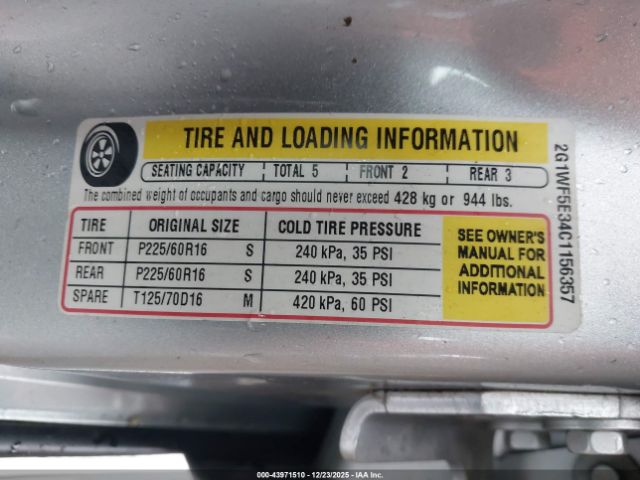 TIRE AND LOADING INFORMATION
SEATING CAPACITY TOTAL 5 FRONT 2 REAR 3
The combined weight of occupants and cargo should never exceed 428 kg or 944 lbs.
TIRE ORIGINAL SIZE COLD TIRE PRESSURE
FRONT P225/60R16 S 240 kPa, 35 PSI
REAR P225/60R16 S 240 kPa, 35 PSI
SPARE T125/70D16 M 420 kPa, 60 PSI
SEE OWNER'S
MANUAL FOR
ADDITIONAL
INFORMATION
2G1WF5E34C1156357
00-43971510 - 12/23/2025 - IAA Inc.